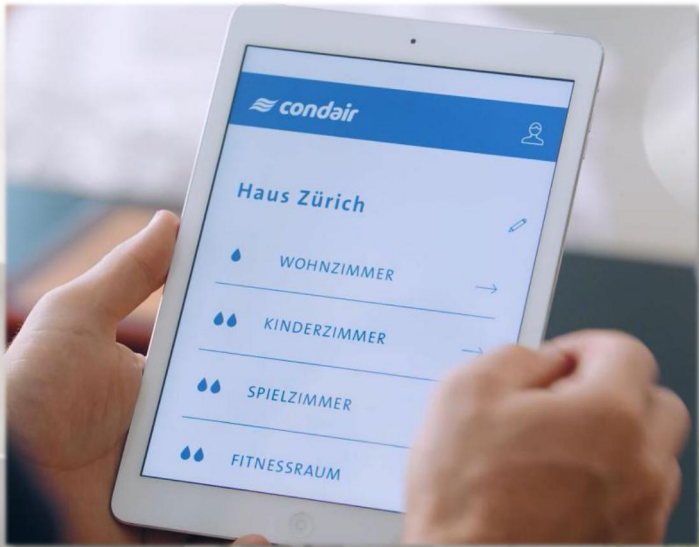 condair
Haus Zürich
WOHNZIMMER
KINDERZIMMER
SPIELZIMMER
FITNESSRAUM